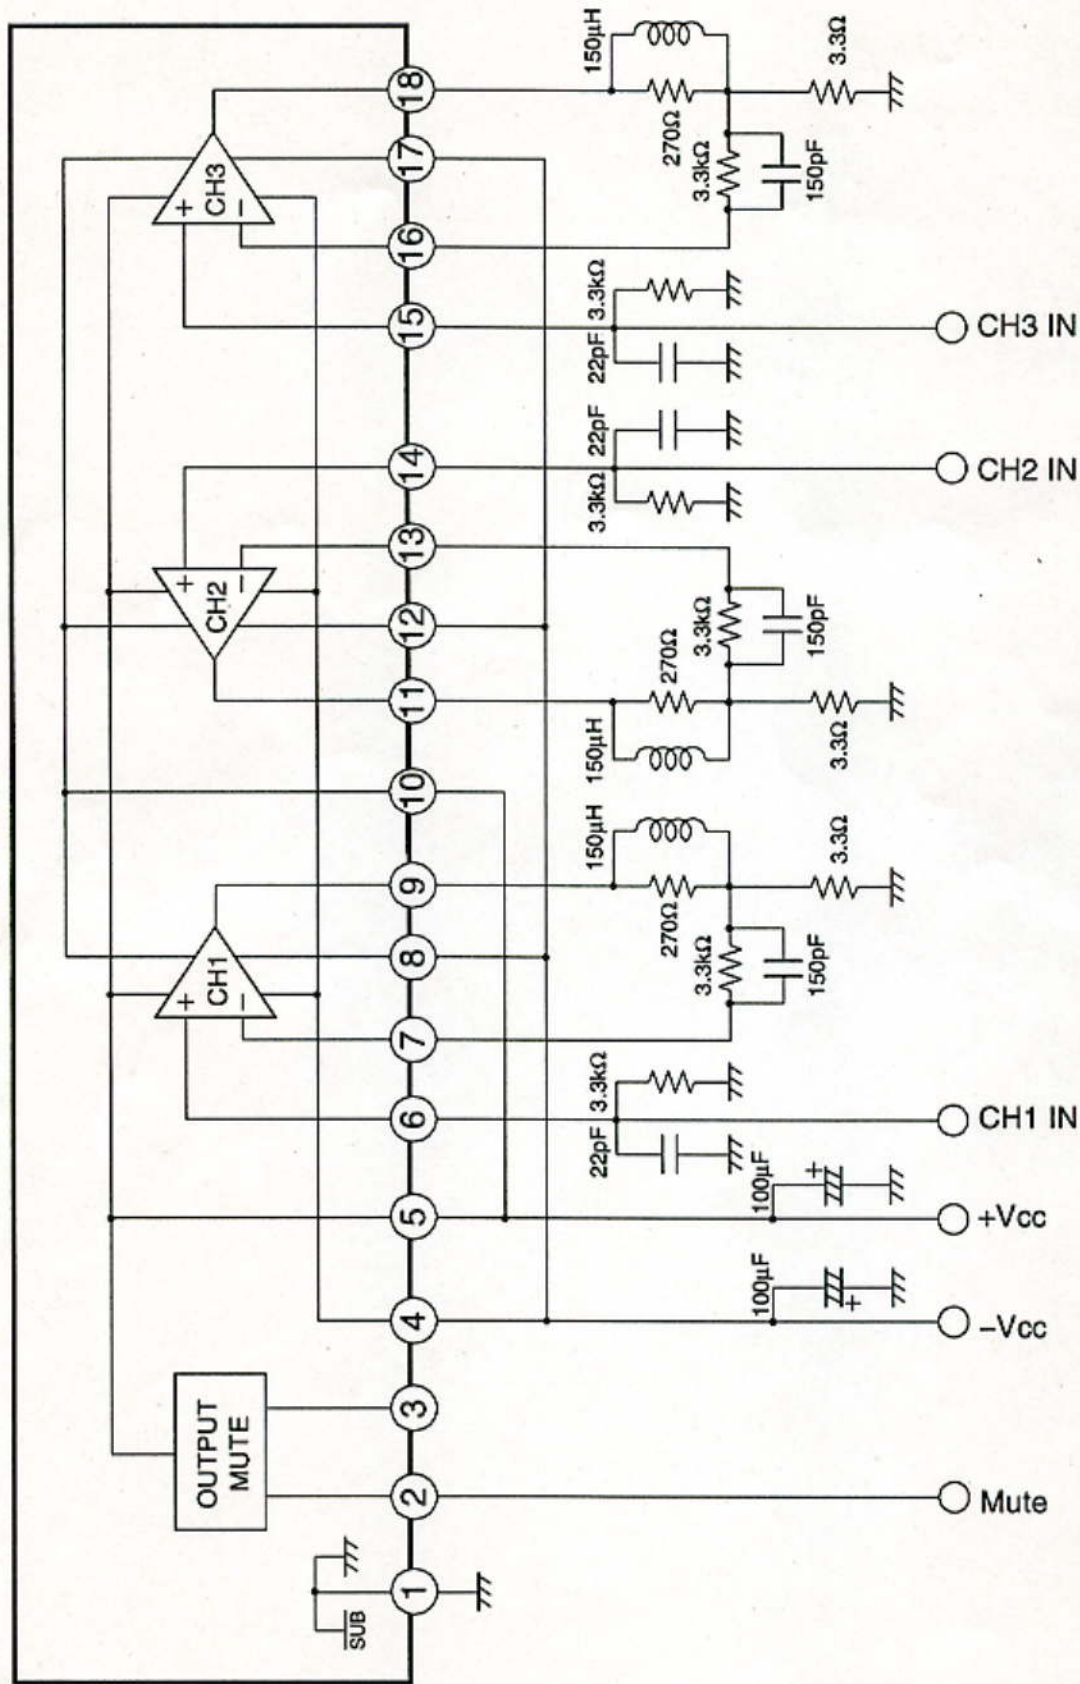 150μH
18
3.3Ω
270Ω
CH3
17
3.3kΩ
150pF
+
−
16
3.3kΩ
15
CH3 IN
22pF
22pF
14
CH2 IN
3.3kΩ
13
+
−
CH2
12
3.3kΩ
150pF
270Ω
11
150μH
3.3Ω
10
150μH
3.3Ω
9
270Ω
8
3.3kΩ
150pF
CH1
+
−
7
3.3kΩ
6
CH1 IN
22pF
100μF
+
5
+Vcc
100μF
+
4
−Vcc
OUTPUT
MUTE
3
2
Mute
SUB
1